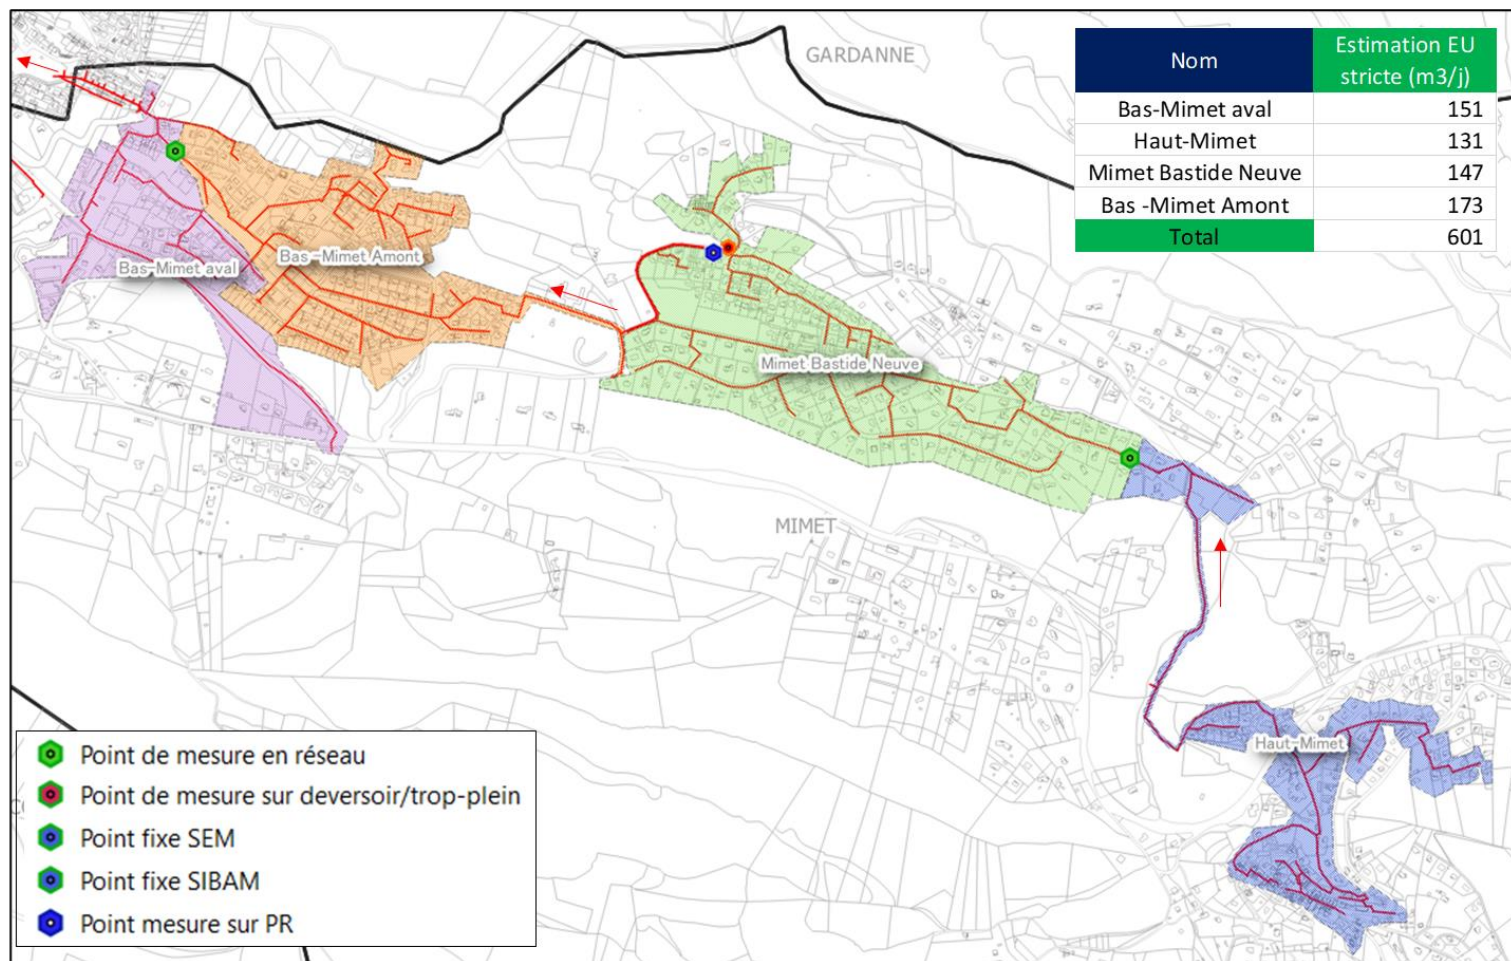 GARDANNE
Nom
Estimation EU
stricte (m3/j)
Bas-Mimet aval 151
Haut-Mimet 131
Mimet Bastide Neuve 147
Bas -Mimet Amont 173
Total 601
Bas -Mimet Amont
Bas-Mimet aval
Mimet Bastide Neuve
MIMET
Haut-Mimet
Point de mesure en réseau
Point de mesure sur deversoir/trop-plein
Point fixe SEM
Point fixe SIBAM
Point mesure sur PR